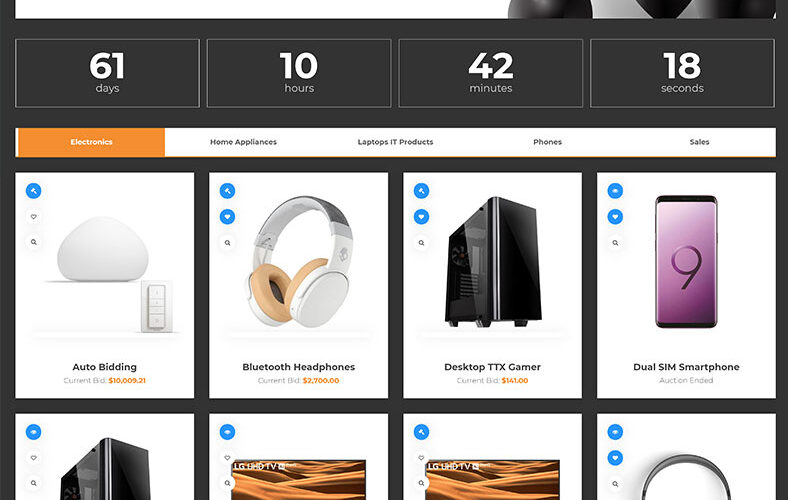 61 10 42 18
days hours minutes seconds
Electronics Home Appliances Laptops IT Products Phones Sales
9
Auto Bidding Bluetooth Headphones Desktop TTX Gamer Dual SIM Smartphone
Current Bid: $10,009.21 Current Bid: $2,700.00 Current Bid: $141.00 Auction Ended
LG UHD TV LG UHD TV